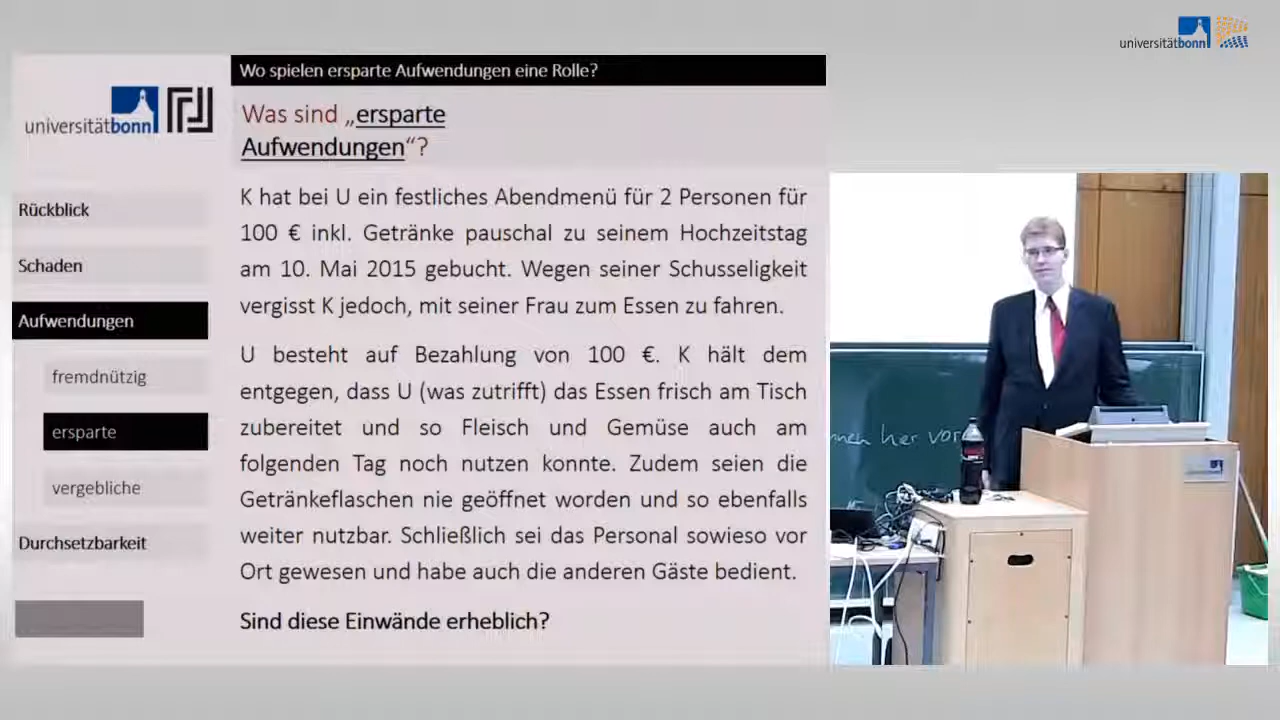 universitätbonn
Wo spielen ersparte Aufwendungen eine Rolle?
universitätbonn
Was sind „ersparte
Aufwendungen“?
Rückblick
Schaden
Aufwendungen
fremdnützig
ersparte
vergebliche
Durchsetzbarkeit
K hat bei U ein festliches Abendmenü für 2 Personen für
100 € inkl. Getränke pauschal zu seinem Hochzeitstag
am 10. Mai 2015 gebucht. Wegen seiner Schusseligkeit
vergisst K jedoch, mit seiner Frau zum Essen zu fahren.
U besteht auf Bezahlung von 100 €. K hält dem
entgegen, dass U (was zutrifft) das Essen frisch am Tisch
zubereitet und so Fleisch und Gemüse auch am
folgenden Tag noch nutzen konnte. Zudem seien die
Getränkeflaschen nie geöffnet worden und so ebenfalls
weiter nutzbar. Schließlich sei das Personal sowieso vor
Ort gewesen und habe auch die anderen Gäste bedient.
Sind diese Einwände erheblich?
her vor